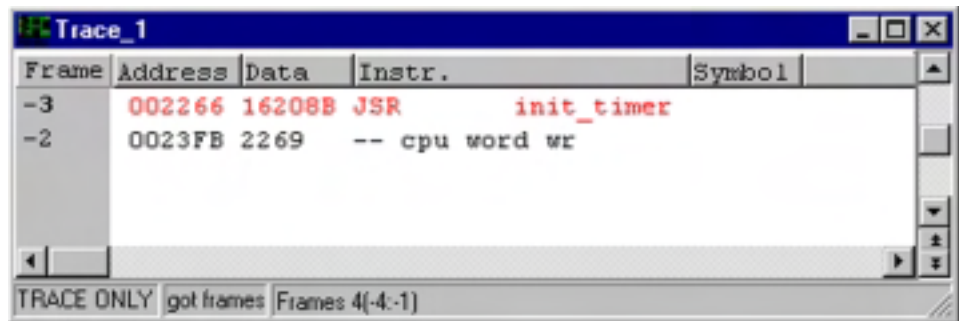 Trace_1
Frame Address Data Instr. Symbol
-3 002266 16208B JSR init_timer
-2 0023FB 2269 -- cpu word wr
TRACE ONLY got frames Frames 4(-4:-1)